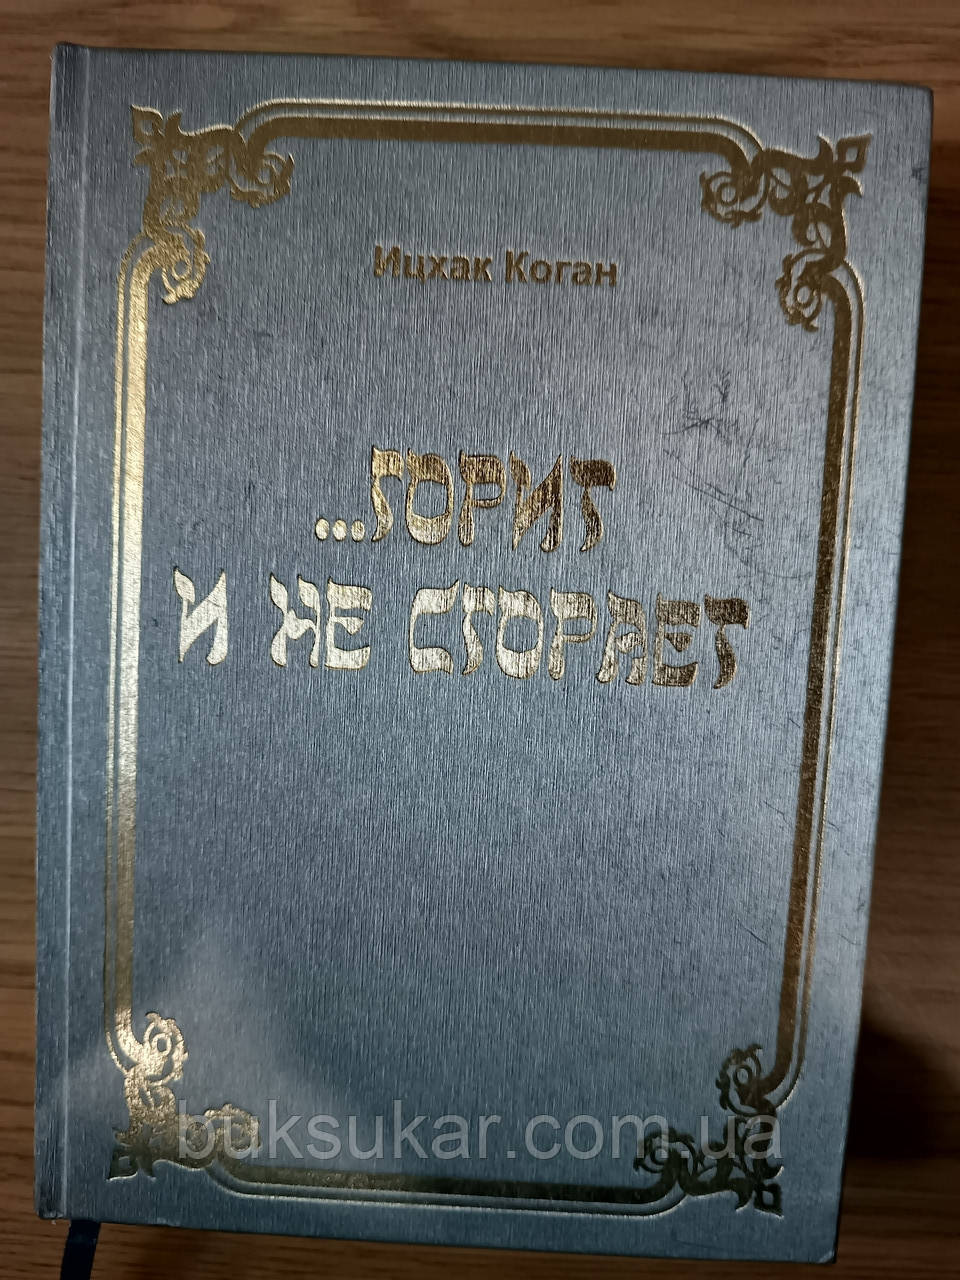 Ицхак Коган
...ГОРИТ
И НЕ СГОРАЕТ
buksukar.com.ua